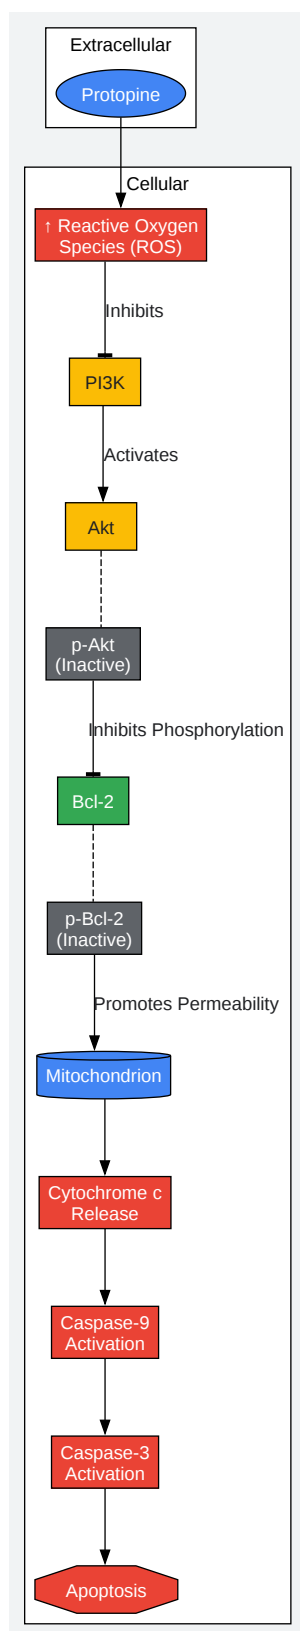 Extracellular
Protopine
Cellular
↑ Reactive Oxygen
Species (ROS)
Inhibits
PI3K
Activates
Akt
p-Akt
(Inactive)
Inhibits Phosphorylation
Bcl-2
p-Bcl-2
(Inactive)
Promotes Permeability
Mitochondrion
Cytochrome c
Release
Caspase-9
Activation
Caspase-3
Activation
Apoptosis